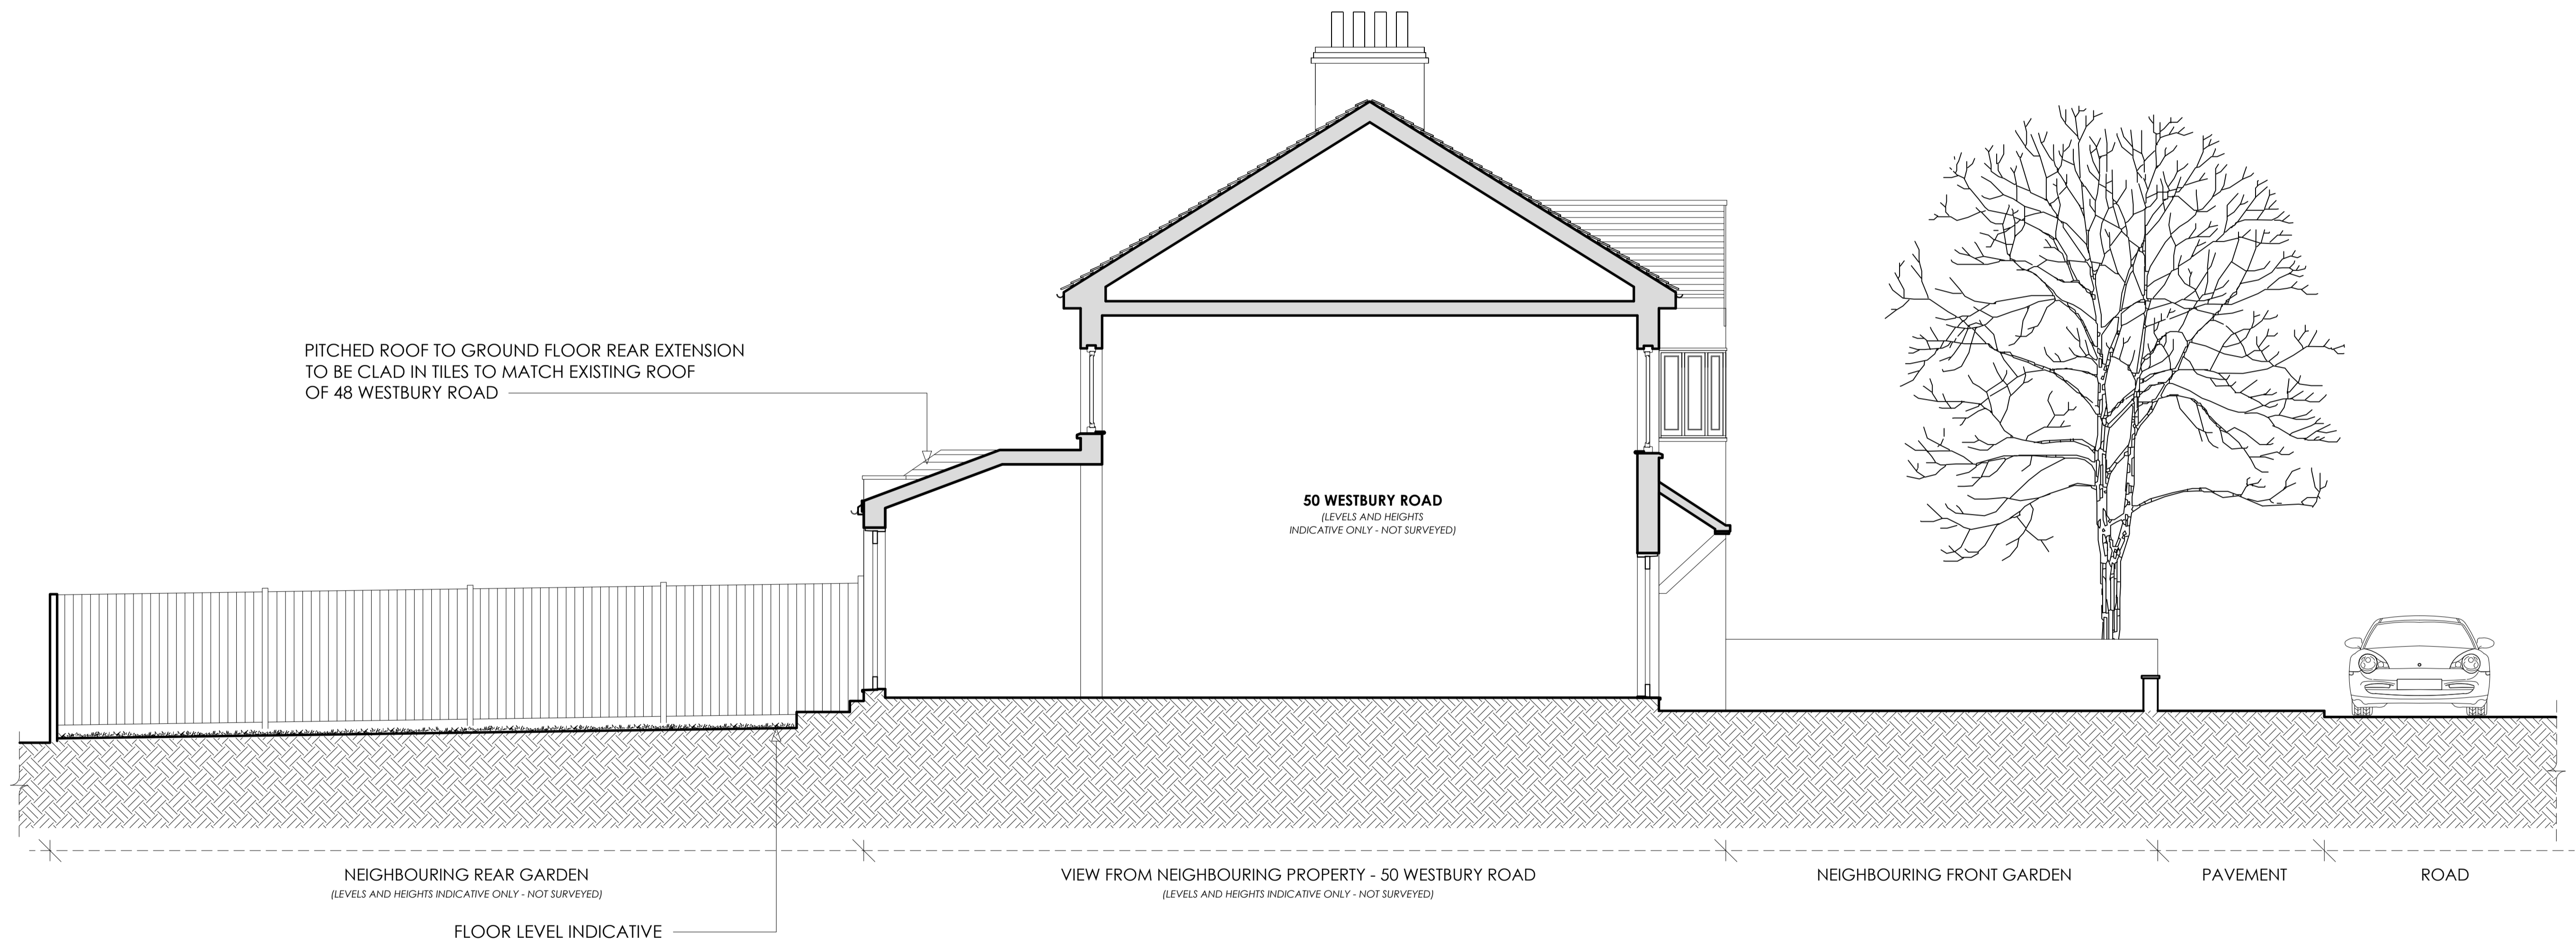 PITCHED ROOF TO GROUND FLOOR REAR EXTENSION
TO BE CLAD IN TILES TO MATCH EXISTING ROOF
OF 48 WESTBURY ROAD
50 WESTBURY ROAD
(LEVELS AND HEIGHTS
INDICATIVE ONLY - NOT SURVEYED)
NEIGHBOURING REAR GARDEN
(LEVELS AND HEIGHTS INDICATIVE ONLY - NOT SURVEYED)
VIEW FROM NEIGHBOURING PROPERTY - 50 WESTBURY ROAD
(LEVELS AND HEIGHTS INDICATIVE ONLY - NOT SURVEYED)
NEIGHBOURING FRONT GARDEN
PAVEMENT
ROAD
FLOOR LEVEL INDICATIVE